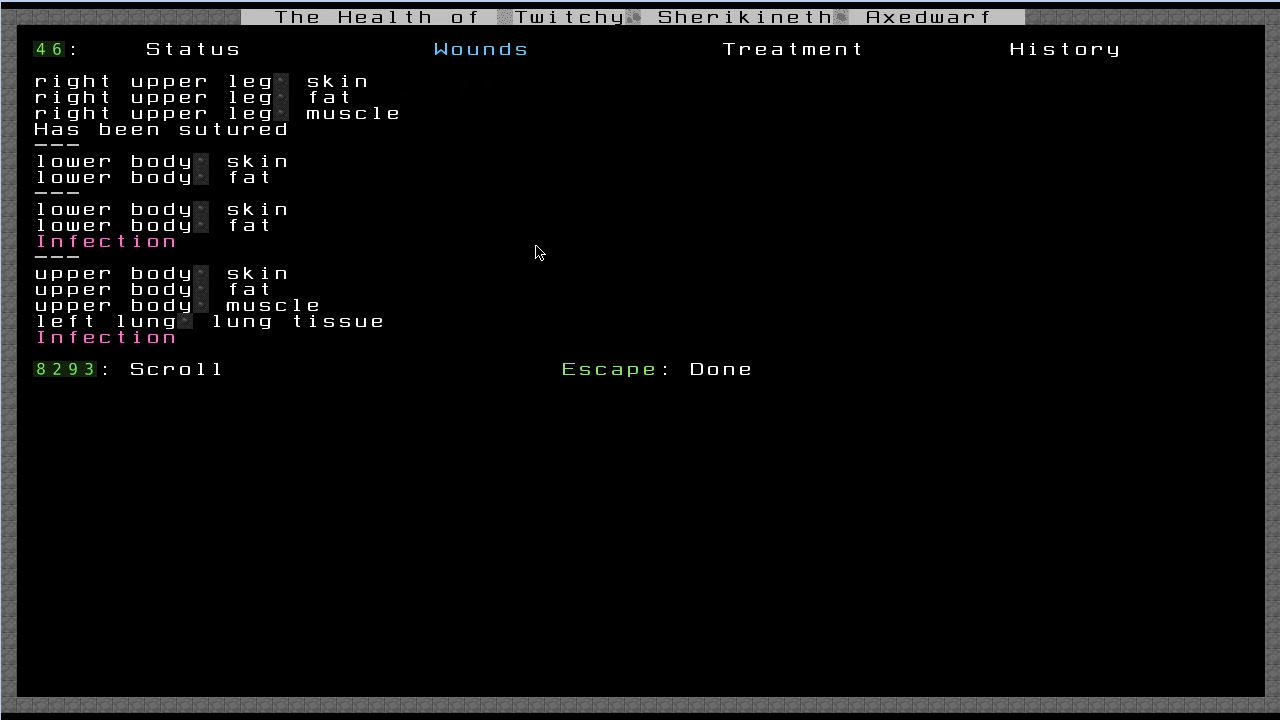 The Health of Twitchy Sherikineth Axedwarf
46: Status Wounds Treatment History
right upper leg skin
right upper leg fat
right upper leg muscle
Has been sutured
---
lower body skin
lower body fat
---
lower body skin
lower body fat
Infection
---
upper body skin
upper body fat
upper body muscle
left lung lung tissue
Infection
8293: Scroll Escape: Done